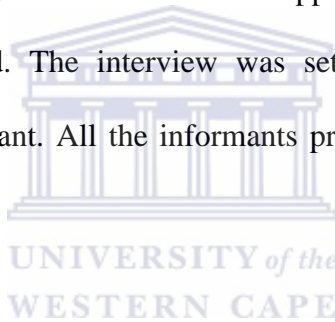 d. The interview was set
ant. All the informants pr
UNIVERSITY of the
WESTERN CAPE